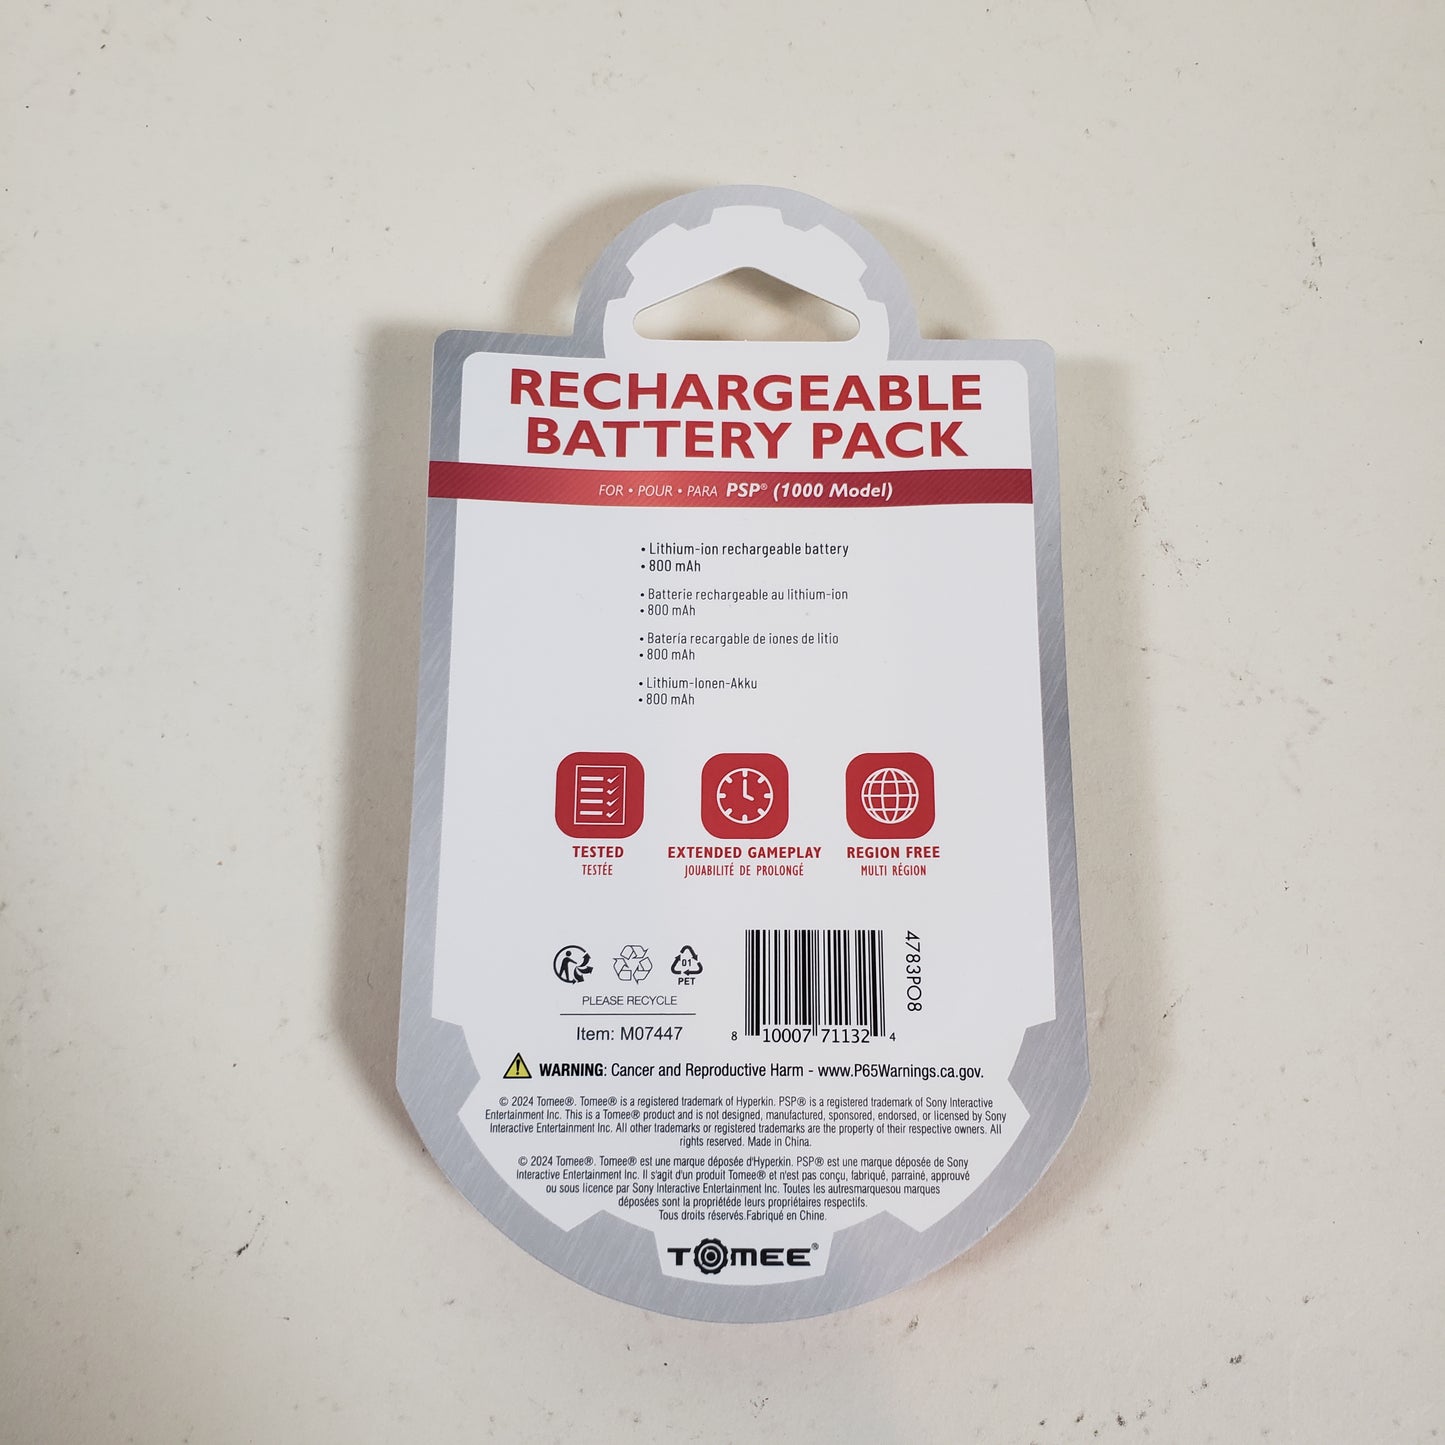 RECHARGEABLE
BATTERY PACK
FOR • POUR • PARA PSP® (1000 Model)
• Lithium-ion rechargeable battery
• 800 mAh
• Batterie rechargeable au lithium-ion
• 800 mAh
• Batería recargable de iones de litio
• 800 mAh
• Lithium-Ionen-Akku
• 800 mAh
TESTED
TESTÉE
EXTENDED GAMEPLAY
JOUABILITÉ DE PROLONGÉ
REGION FREE
MULTI RÉGION
01
PET
PLEASE RECYCLE
Item: M07447
8 10007 71132 4
4783PO8
WARNING: Cancer and Reproductive Harm - www.P65Warnings.ca.gov.
© 2024 Tomee®. Tomee® is a registered trademark of Hyperkin. PSP® is a registered trademark of Sony Interactive
Entertainment Inc. This is a Tomee® product and is not designed, manufactured, sponsored, endorsed, or licensed by Sony
Interactive Entertainment Inc. All other trademarks or registered trademarks are the property of their respective owners. All
rights reserved. Made in China.
© 2024 Tomee®. Tomee® est une marque déposée d'Hyperkin. PSP® est une marque déposée de Sony
Interactive Entertainment Inc. Il s'agit d'un produit Tomee® et n'est pas conçu, fabriqué, parrainé, approuvé
ou sous licence par Sony Interactive Entertainment Inc. Toutes les autresmarquesou marques
déposées sont la propriétéde leurs propriétaires respectifs.
Tous droits réservés.Fabriqué en Chine.
TOMEE®